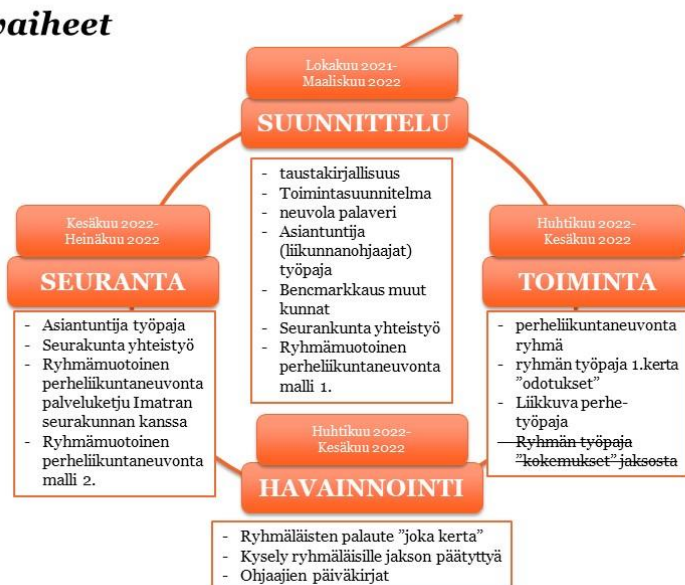 vaiheet
Lokakuu 2021-
Maaliskuu 2022
SUUNNITTELU
- taustakirjallisuus
- Toimintasuunnitelma
- neuvola palaveri
- Asiantuntija
(liikunnanohjaajat)
työpaja
- Bencmarkkaus muut
kunnat
- Seurankunta yhteistyö
- Ryhmämuotoinen
perheliikuntaneuvonta
malli 1.
Huhtikuu 2022-
Kesäkuu 2022
TOIMINTA
- perheliikuntaneuvonta
ryhmä
- ryhmän työpaja 1.kerta
"odotukset"
- Liikkuva perhe-
työpaja
- Ryhmän työpaja
"kokemukset" jaksosta
Huhtikuu 2022-
Kesäkuu 2022
HAVAINNOINTI
- Ryhmäläisten palaute "joka kerta"
- Kysely ryhmäläisille jakson päätyttyä
- Ohjaajien päiväkirjat
Kesäkuu 2022-
Heinäkuu 2022
SEURANTA
- Asiantuntija työpaja
- Seurakunta yhteistyö
- Ryhmämuotoinen
perheliikuntaneuvonta
palveluketju Imatran
seurakunnan kanssa
- Ryhmämuotoinen
perheliikuntaneuvonta
malli 2.